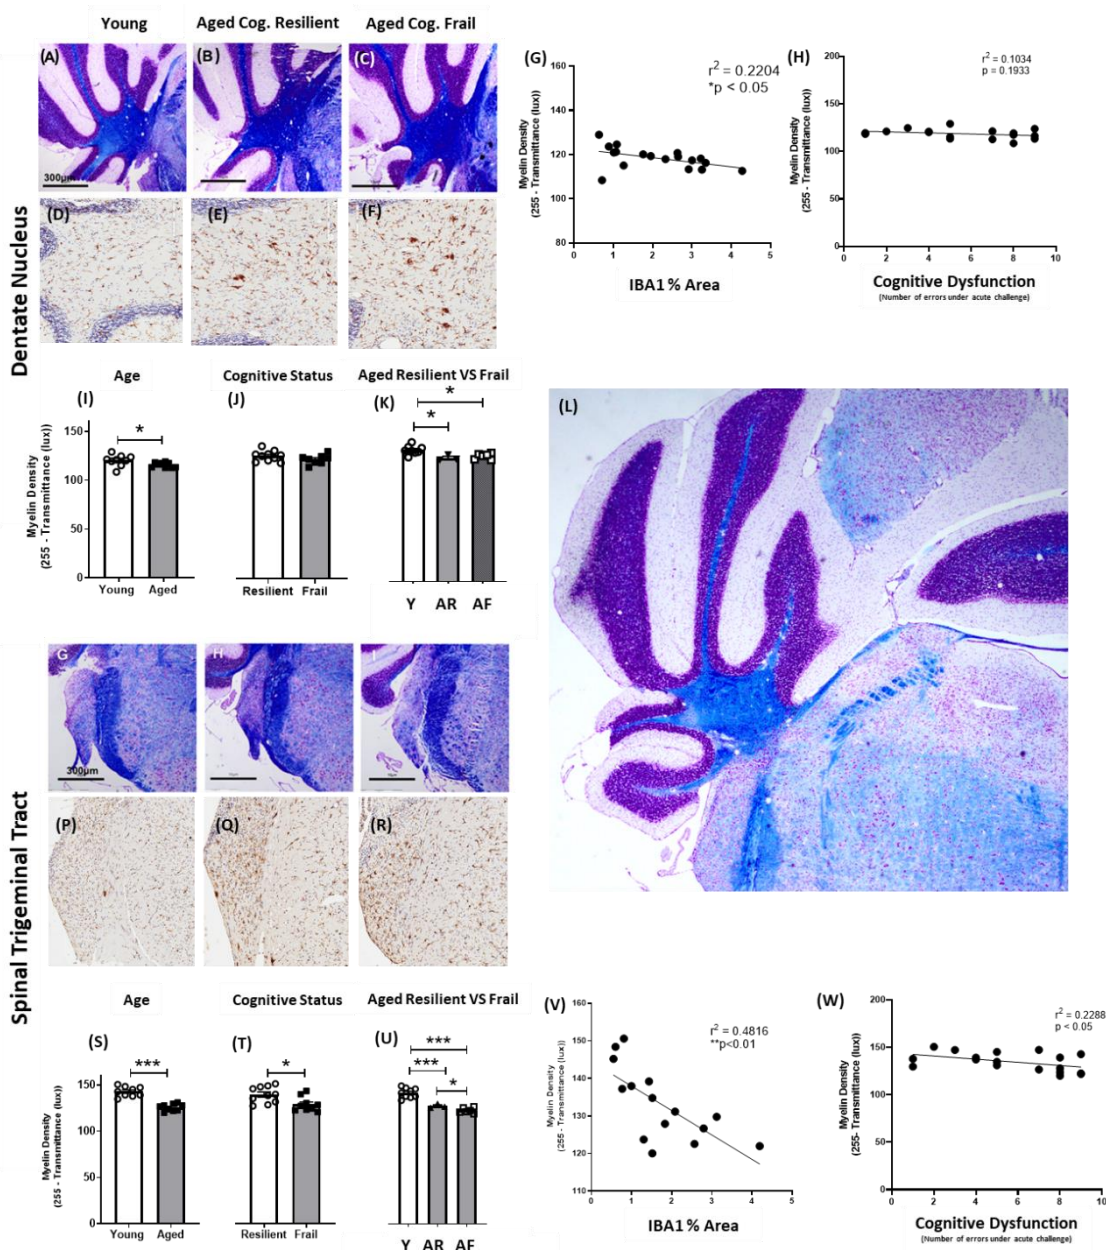 Young
Aged Cog. Resilient
Aged Cog. Frail
Dentate Nucleus
(A)
300µm
(B)
(C)
(D)
(E)
(F)
(G)
r² = 0.2204
*p < 0.05
Myelin Density
(255 - Transmittance (lux))
160
140
120
100
80
0
1
2
3
4
5
IBA1 % Area
(H)
r² = 0.1034
p = 0.1933
Myelin Density
(255 - Transmittance (lux))
200
150
100
50
0
0
2
4
6
8
10
Cognitive Dysfunction
(Number of errors under acute challenge)
Age
(I)
*
Myelin Density
(255 - Transmittance (lux))
150
100
50
0
Young
Aged
Cognitive Status
(J)
Resilient
Frail
Aged Resilient VS Frail
(K)
*
*
Y
AR
AF
(L)
Spinal Trigeminal Tract
G
300µm
H
(P)
(Q)
(R)
Age
(S)
***
Myelin Density
(255 - Transmittance (lux))
150
100
50
0
Young
Aged
Cognitive Status
(T)
*
Resilient
Frail
Aged Resilient VS Frail
(U)
***
***
*
Y
AR
AF
(V)
r² = 0.4816
**p<0.01
Myelin Density
(255 - Transmittance (lux))
160
150
140
130
120
110
0
1
2
3
4
5
IBA1 % Area
(W)
r² = 0.2288
p < 0.05
Myelin Density
(255- Transmittance (lux))
200
150
100
50
0
0
2
4
6
8
10
Cognitive Dysfunction
(Number of errors under acute challenge)